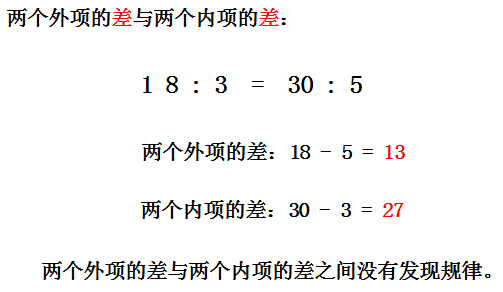 两个外项的差与两个内项的差：
1 8 : 3 = 30 : 5
两个外项的差：18 - 5 = 13
两个内项的差：30 - 3 = 27
两个外项的差与两个内项的差之间没有发现规律。